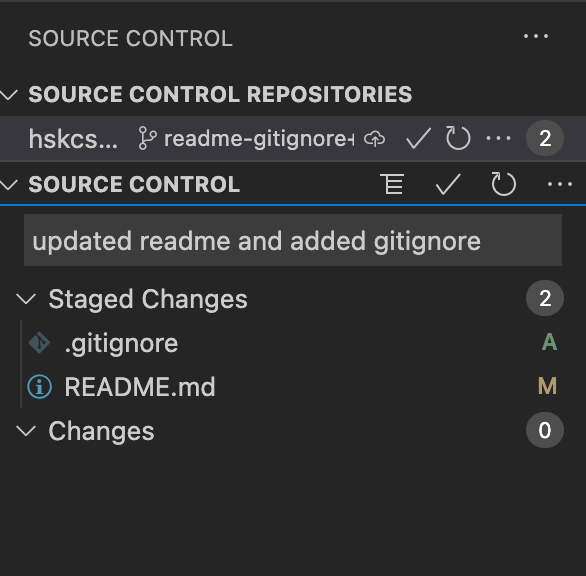 SOURCE CONTROL
SOURCE CONTROL REPOSITORIES
hskcs... readme-gitignore+ 2
SOURCE CONTROL
updated readme and added gitignore
Staged Changes 2
.gitignore A
README.md M
Changes 0